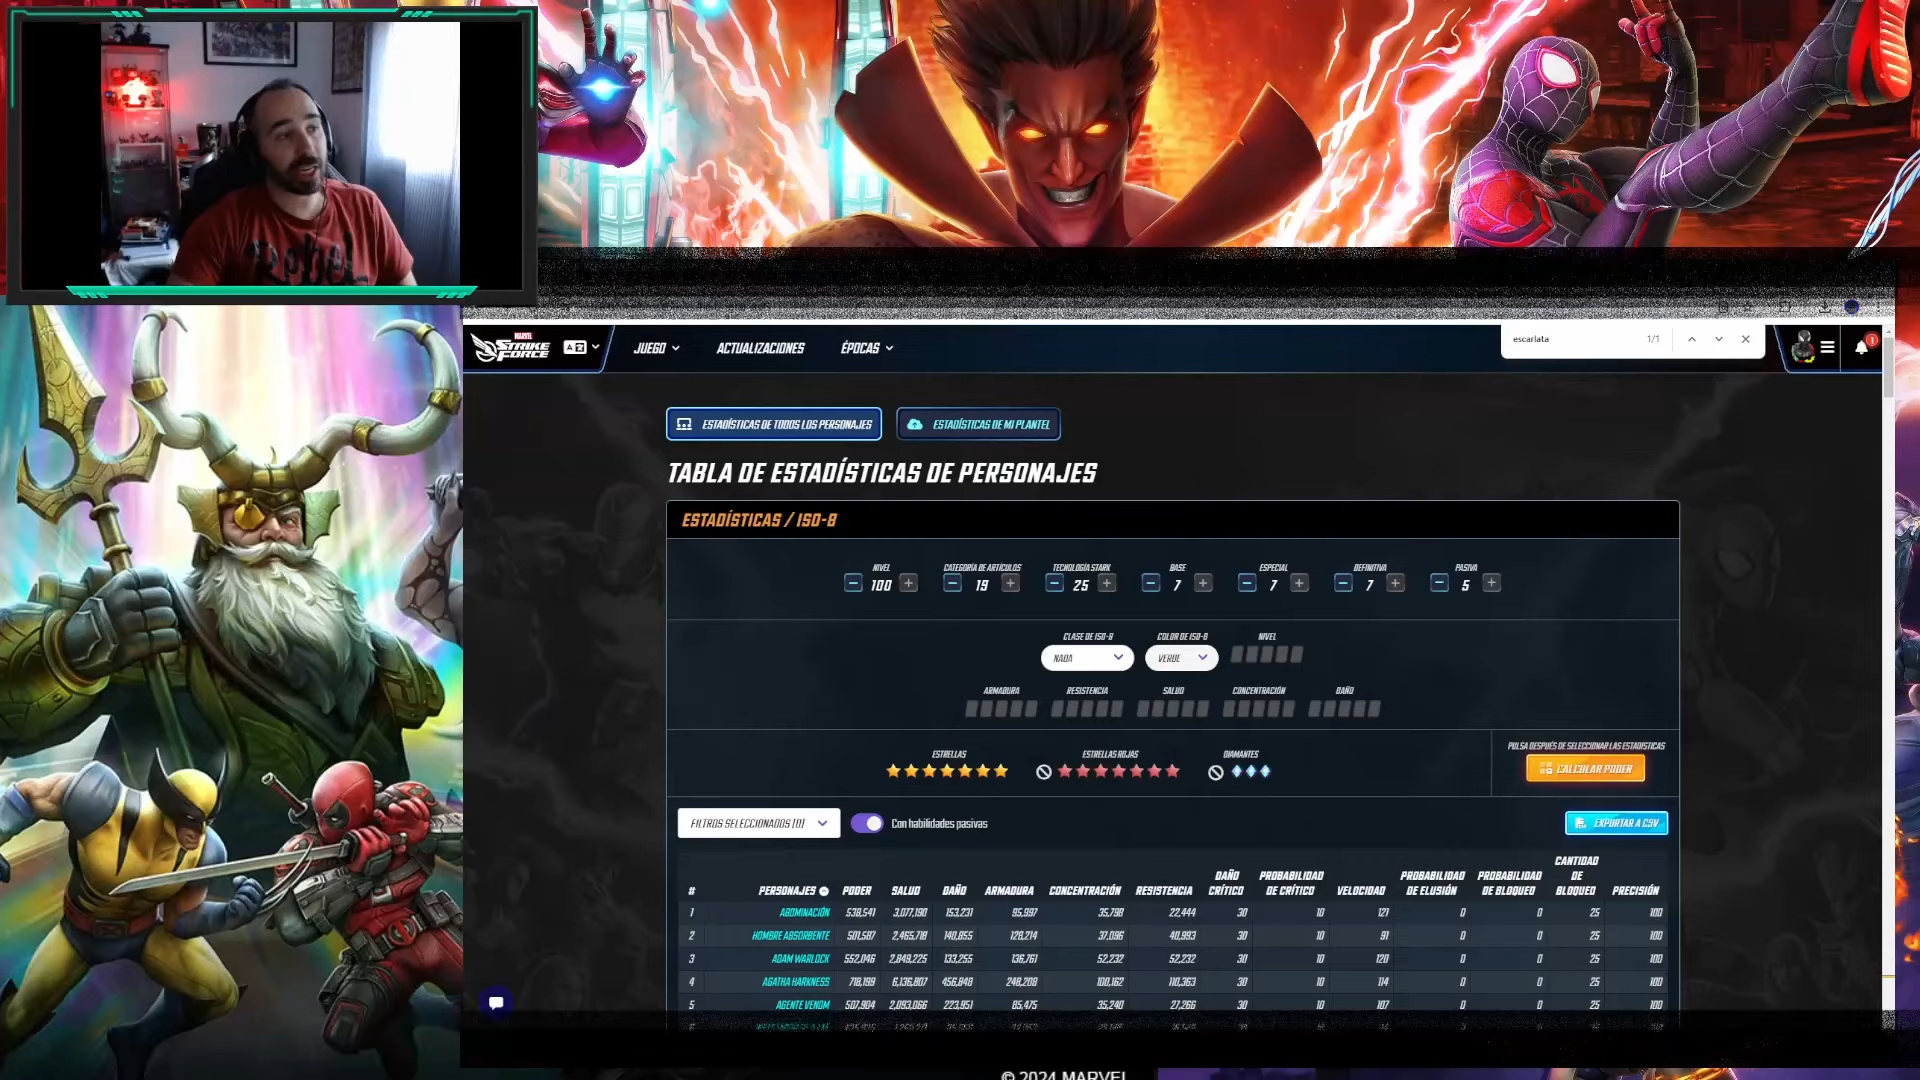 Rebel
MARVEL
STRIKE FORCE
JUEGO
ACTUALIZACIONES
ÉPOCAS
escarlata
1/1
1
ESTADÍSTICAS DE TODOS LOS PERSONAJES
ESTADÍSTICAS DE MI PLANTEL
TABLA DE ESTADÍSTICAS DE PERSONAJES
ESTADÍSTICAS / ISO-8
NIVEL CATEGORÍA DE ARTÍCULOS TECNOLOGÍA STARK BASE ESPECIAL DEFINITIVA PASIVA
− 100 + − 19 + − 25 + − 7 + − 7 + − 7 + − 5 +
CLASE DE ISO-8 COLOR DE ISO-8 NIVEL
NADA VERDE
ARMADURA RESISTENCIA SALUD CONCENTRACIÓN DAÑO
ESTRELLAS ESTRELLAS ROJAS DIAMANTES
PULSA DESPUÉS DE SELECCIONAR LAS ESTADÍSTICAS
CALCULAR PODER
FILTROS SELECCIONADOS (0)
Con habilidades pasivas
EXPORTAR A CSV
# PERSONAJES PODER SALUD DAÑO ARMADURA CONCENTRACIÓN RESISTENCIA DAÑO CRÍTICO PROBABILIDAD DE CRÍTICO VELOCIDAD PROBABILIDAD DE ELUSIÓN PROBABILIDAD DE BLOQUEO CANTIDAD DE BLOQUEO PRECISIÓN
1 ABOMINACIÓN 538,541 3,077,190 153,231 95,997 35,798 22,444 30 10 121 0 0 25 100
2 HOMBRE ABSORBENTE 501,587 2,465,718 140,855 128,214 37,096 40,993 30 10 91 0 0 25 100
3 ADAM WARLOCK 552,046 2,849,225 133,255 136,761 52,232 52,232 30 10 120 0 0 25 100
4 AGATHA HARKNESS 718,199 6,136,807 456,848 248,208 100,162 110,363 30 10 114 0 0 25 100
5 AGENTE VENOM 507,904 2,093,066 223,951 85,475 35,240 27,266 30 10 107 0 0 25 100
© 2024 MARVEL